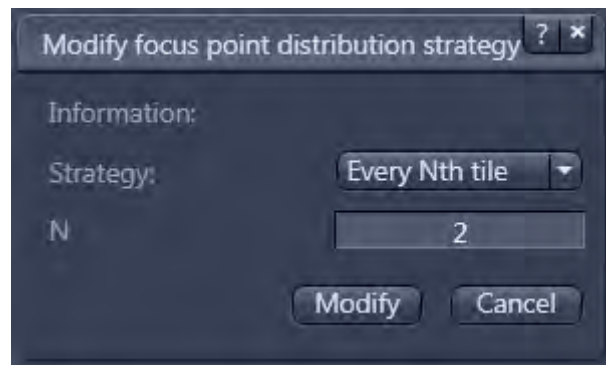 Modify focus point distribution strategy ? ×
Information:
Strategy: Every Nth tile
N 2
Modify Cancel